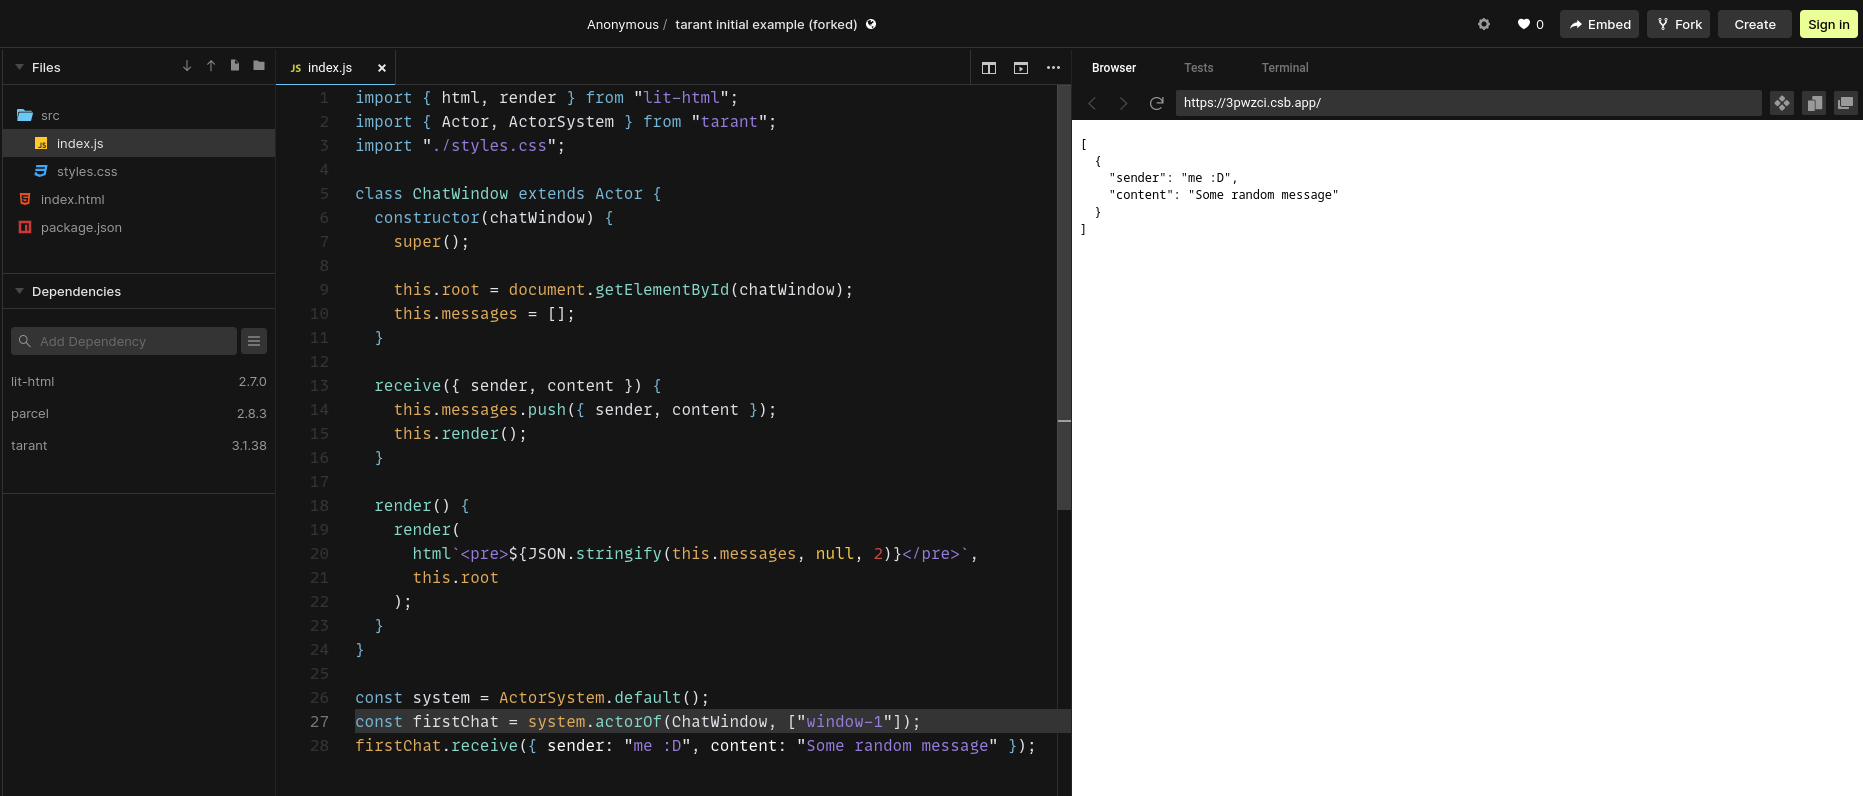 Anonymous / tarant initial example (forked)
0
Embed
Fork
Create
Sign in
Files
JS index.js
Browser
Tests
Terminal
https://3pwzci.csb.app/
src
index.js
styles.css
index.html
package.json
Dependencies
Add Dependency
lit-html 2.7.0
parcel 2.8.3
tarant 3.1.38
1 import { html, render } from "lit-html";
2 import { Actor, ActorSystem } from "tarant";
3 import "./styles.css";
4
5 class ChatWindow extends Actor {
6 constructor(chatWindow) {
7 super();
8
9 this.root = document.getElementById(chatWindow);
10 this.messages = [];
11 }
12
13 receive({ sender, content }) {
14 this.messages.push({ sender, content });
15 this.render();
16 }
17
18 render() {
19 render(
20 html`<pre>${JSON.stringify(this.messages, null, 2)}</pre>`,
21 this.root
22 );
23 }
24 }
25
26 const system = ActorSystem.default();
27 const firstChat = system.actorOf(ChatWindow, ["window-1"]);
28 firstChat.receive({ sender: "me :D", content: "Some random message" });
[
{
"sender": "me :D",
"content": "Some random message"
}
]